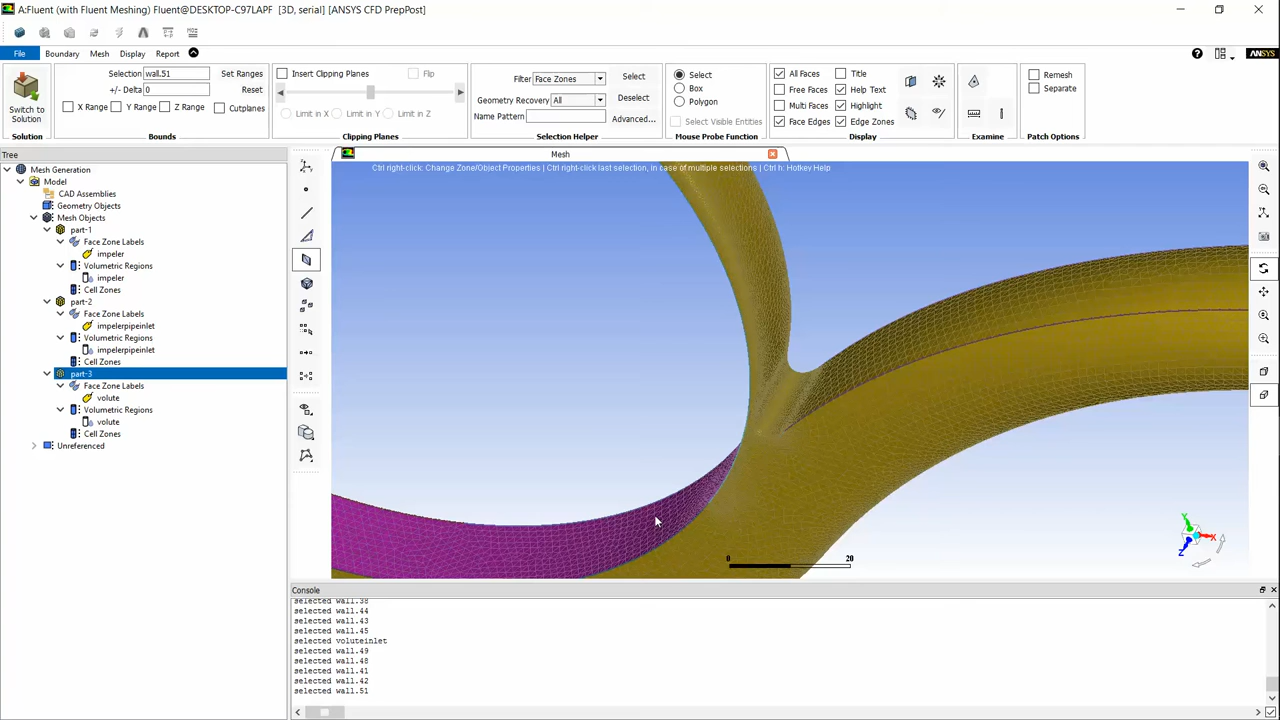 A:Fluent (with Fluent Meshing) Fluent@DESKTOP-C97LAPF [3D, serial] [ANSYS CFD PrepPost]
File Boundary Mesh Display Report
ANSYS
Switch to
Solution
Solution
Selection wall.51 Set Ranges
+/- Delta 0 Reset
X Range Y Range Z Range Cutplanes
Bounds
Insert Clipping Planes Flip
Limit in X Limit in Y Limit in Z
Clipping Planes
Filter Face Zones Select
Geometry Recovery All Deselect
Name Pattern Advanced...
Selection Helper
Select
Box
Polygon
Select Visible Entities
Mouse Probe Function
All Faces Title
Free Faces Help Text
Multi Faces Highlight
Face Edges Edge Zones
Display
Examine
Remesh
Separate
Patch Options
Tree
Mesh Generation
Model
CAD Assemblies
Geometry Objects
Mesh Objects
part-1
Face Zone Labels
impeler
Volumetric Regions
impeler
Cell Zones
part-2
Face Zone Labels
impelerpipeinlet
Volumetric Regions
impelerpipeinlet
Cell Zones
part-3
Face Zone Labels
volute
Volumetric Regions
volute
Cell Zones
Unreferenced
Mesh
Ctrl right-click: Change Zone/Object Properties | Ctrl right-click last selection, in case of multiple selections | Ctrl h: Hotkey Help
0 20
Y
X
Z
Console
selected wall.38
selected wall.44
selected wall.43
selected wall.45
selected voluteinlet
selected wall.49
selected wall.48
selected wall.41
selected wall.42
selected wall.51